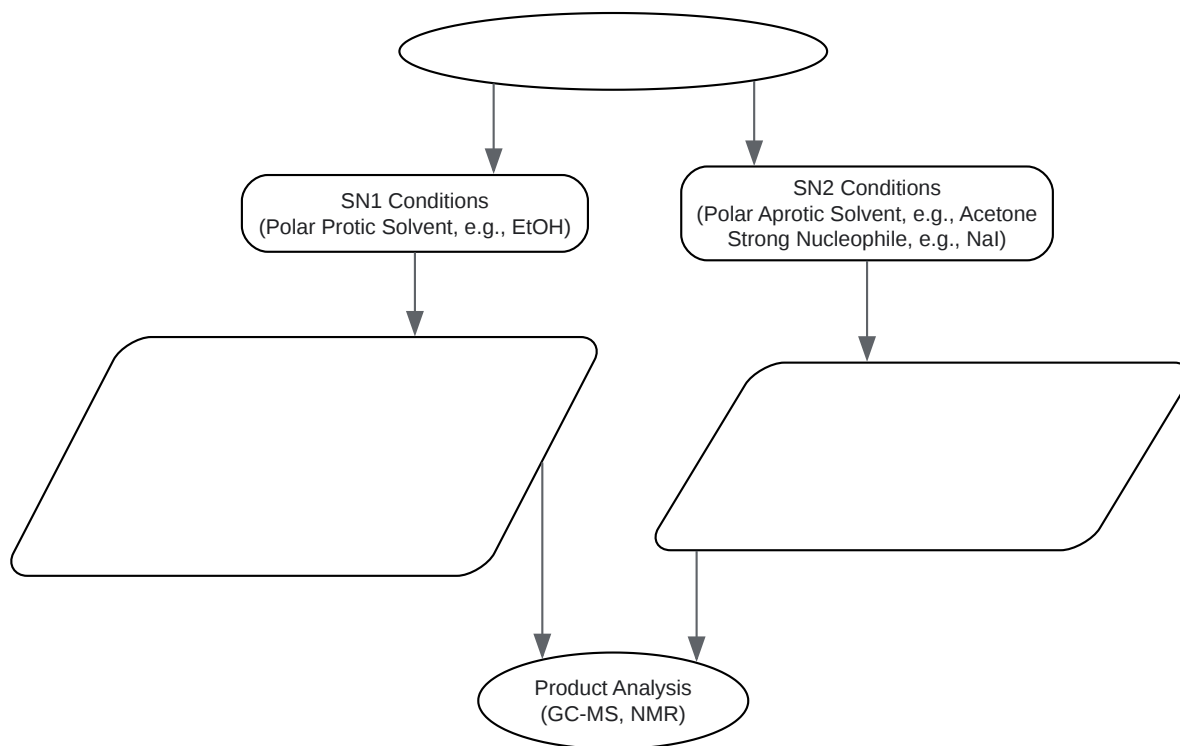 SN1 Conditions
(Polar Protic Solvent, e.g., EtOH)
SN2 Conditions
(Polar Aprotic Solvent, e.g., Acetone
Strong Nucleophile, e.g., NaI)
Product Analysis
(GC-MS, NMR)